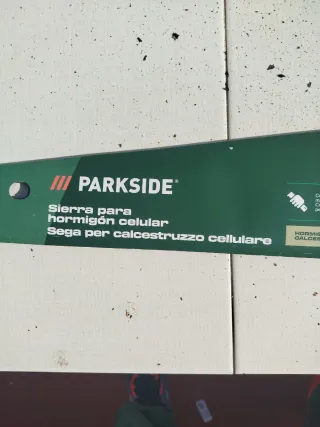 PARKSIDE®
Sierra para
hormigón celular
Sega per calcestruzzo cellulare